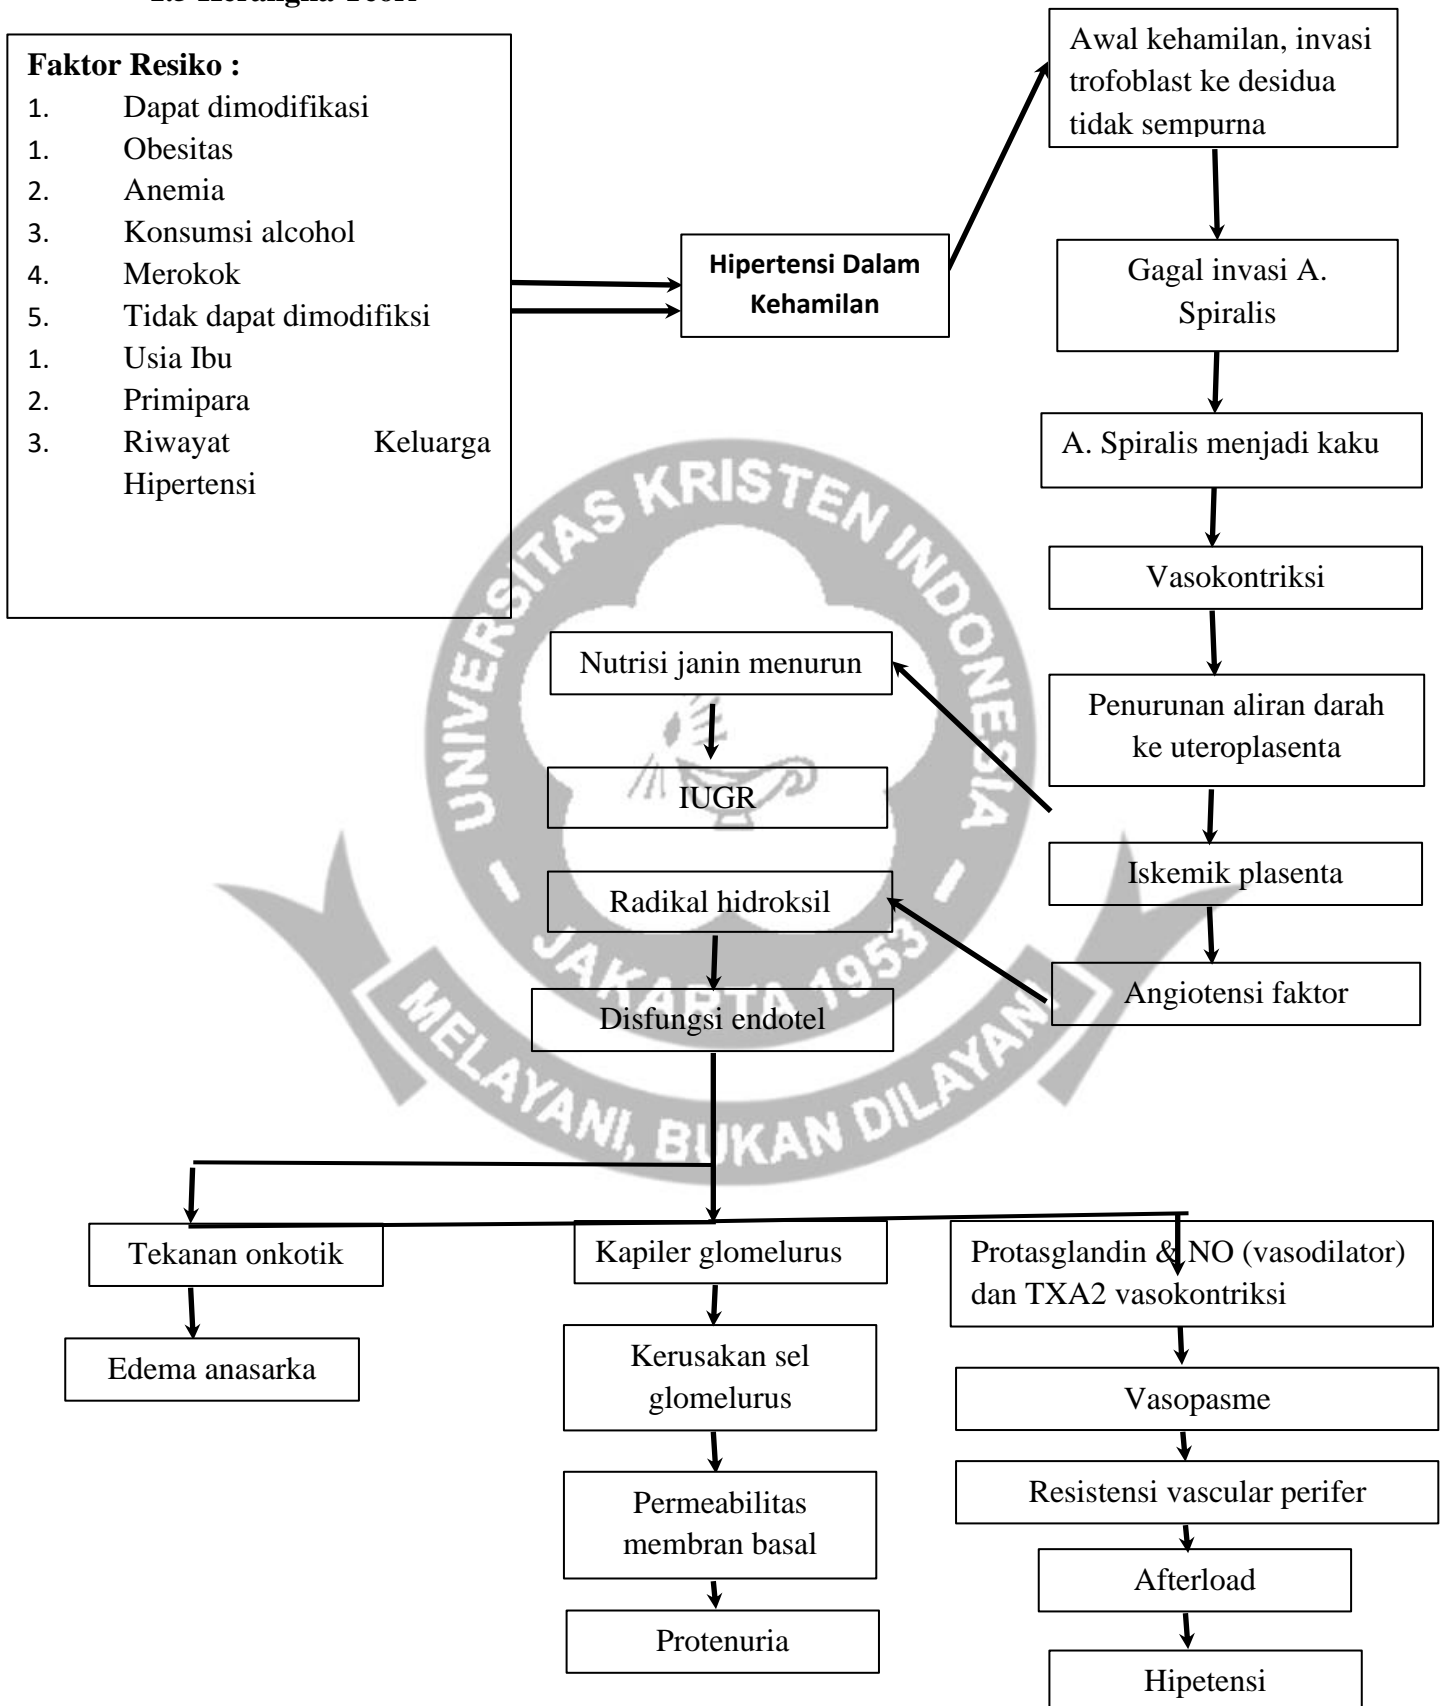 Faktor Resiko :
1. Dapat dimodifikasi
1. Obesitas
2. Anemia
3. Konsumsi alcohol
4. Merokok
5. Tidak dapat dimodifiksi
1. Usia Ibu
2. Primipara
3. Riwayat Keluarga
Hipertensi
Hipertensi Dalam
Kehamilan
Awal kehamilan, invasi
trofoblast ke desidua
tidak sempurna
Gagal invasi A.
Spiralis
A. Spiralis menjadi kaku
Vasokontriksi
Penurunan aliran darah
ke uteroplasenta
Iskemik plasenta
Angiotensi faktor
Nutrisi janin menurun
IUGR
Radikal hidroksil
Disfungsi endotel
Tekanan onkotik
Edema anasarka
Kapiler glomelurus
Kerusakan sel
glomelurus
Permeabilitas
membran basal
Protenuria
Protasglandin & NO (vasodilator)
dan TXA2 vasokontriksi
Vasopasme
Resistensi vascular perifer
Afterload
Hipetensi
UNIVERSITAS KRISTEN INDONESIA
JAKARTA 1953
MELAYANI, BUKAN DILAYANI